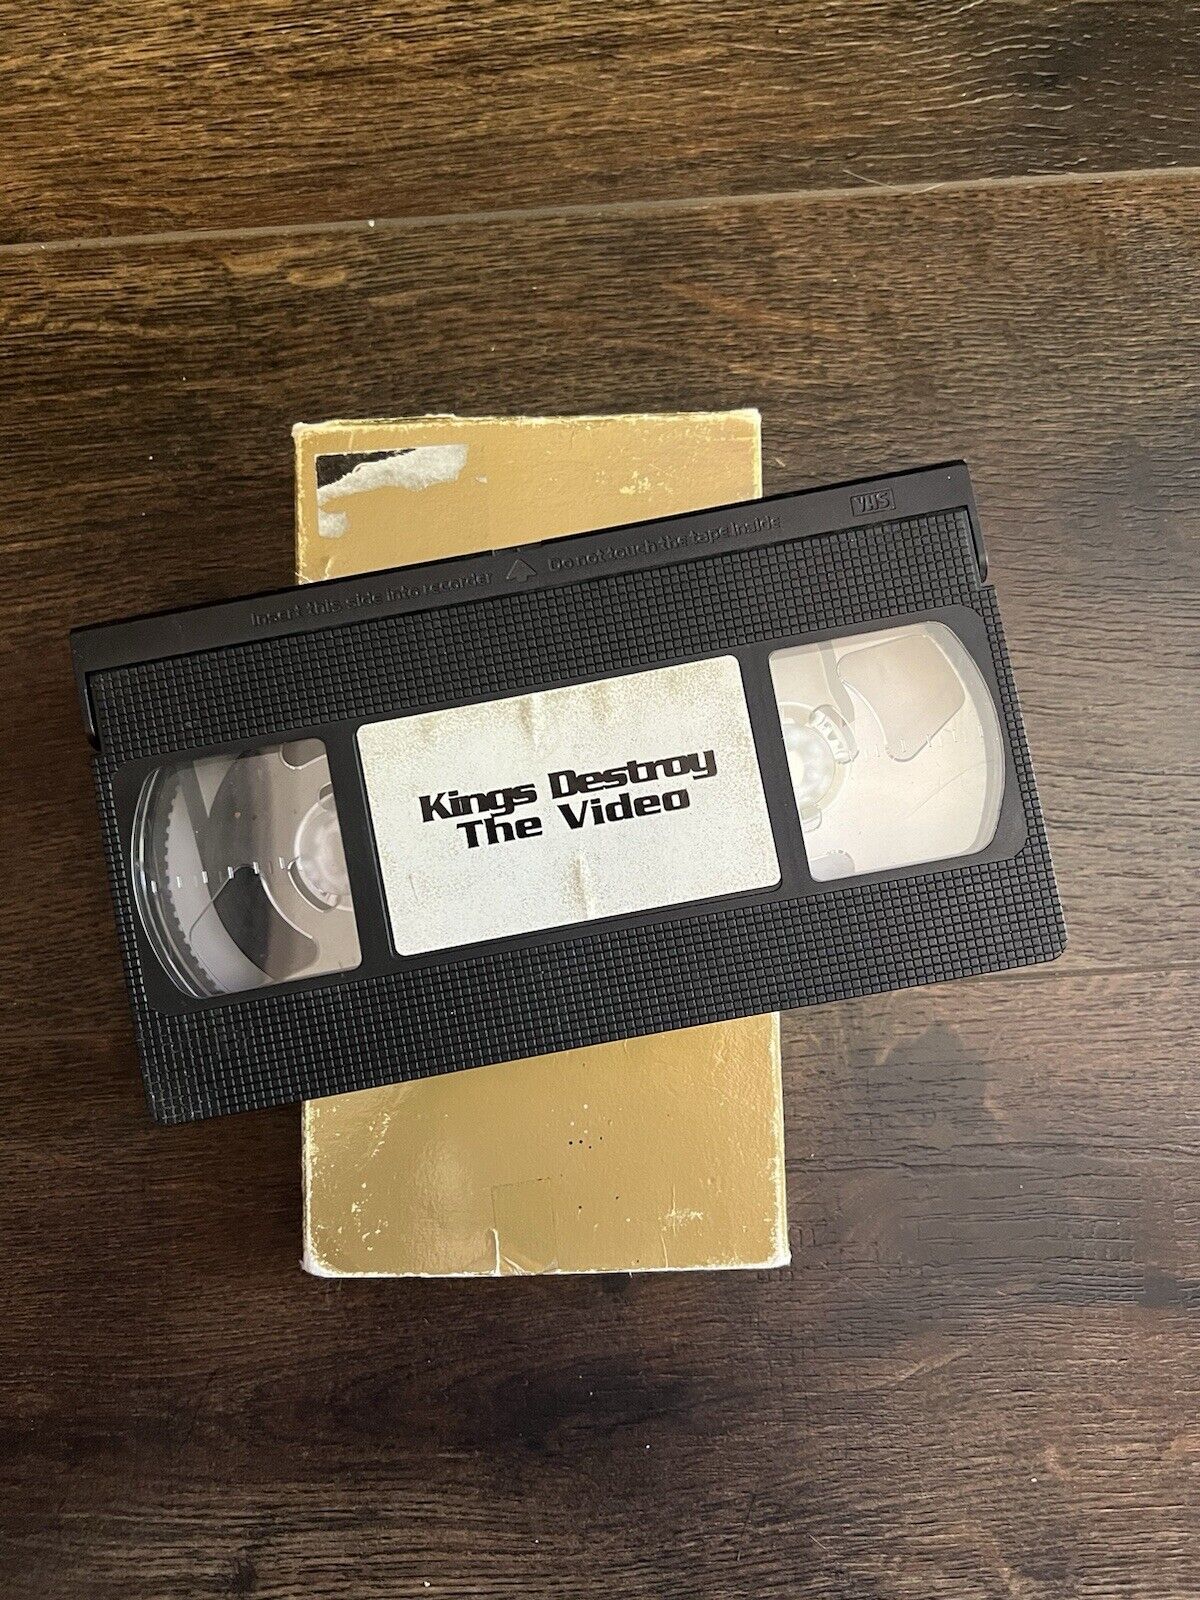 VHS
Insert this side into recorder Do not touch the tape inside
Kings Destroy
The Video